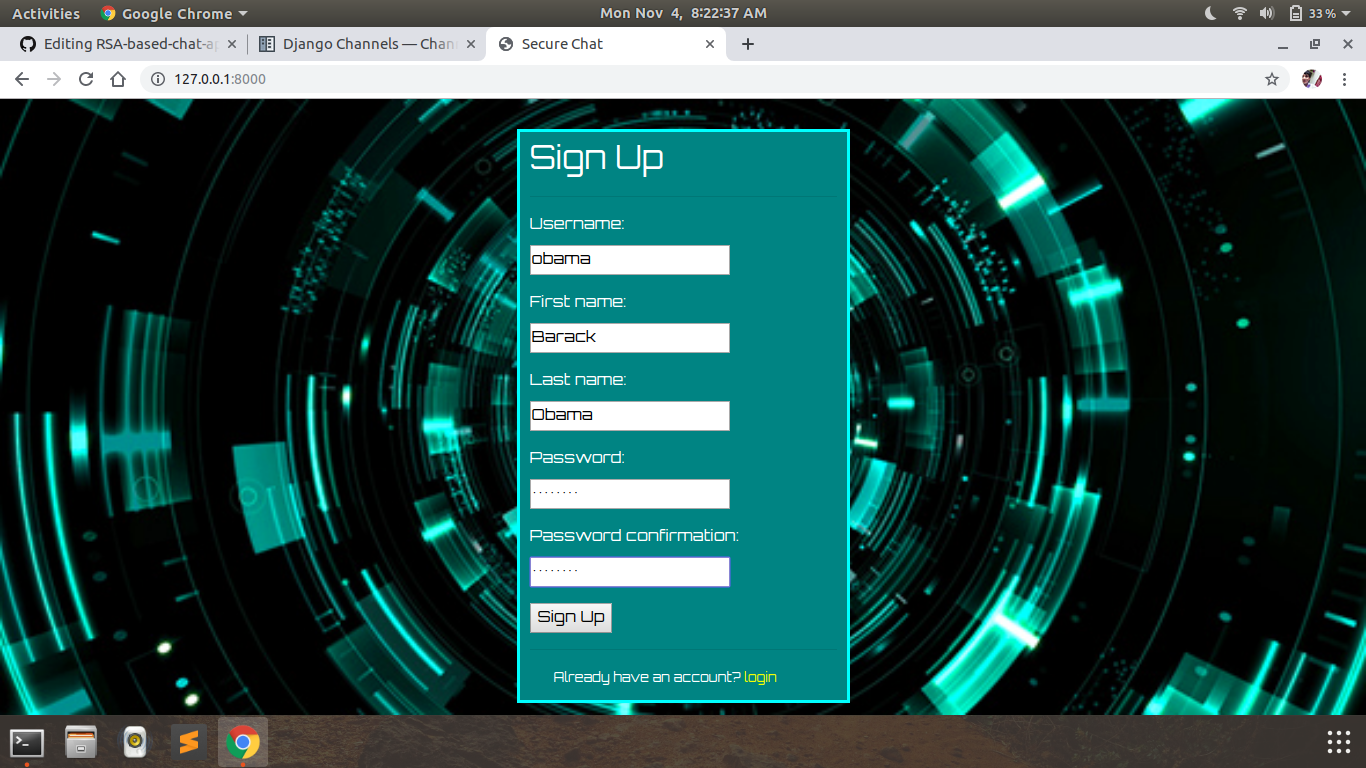 Activities Google Chrome Mon Nov 4, 8:22:37 AM 33 %
Editing RSA-based-chat-ap Django Channels — Chan Secure Chat
127.0.0.1:8000
Sign Up
Username:
obama
First name:
Barack
Last name:
Obama
Password:
········
Password confirmation:
········
Sign Up
Already have an account? login